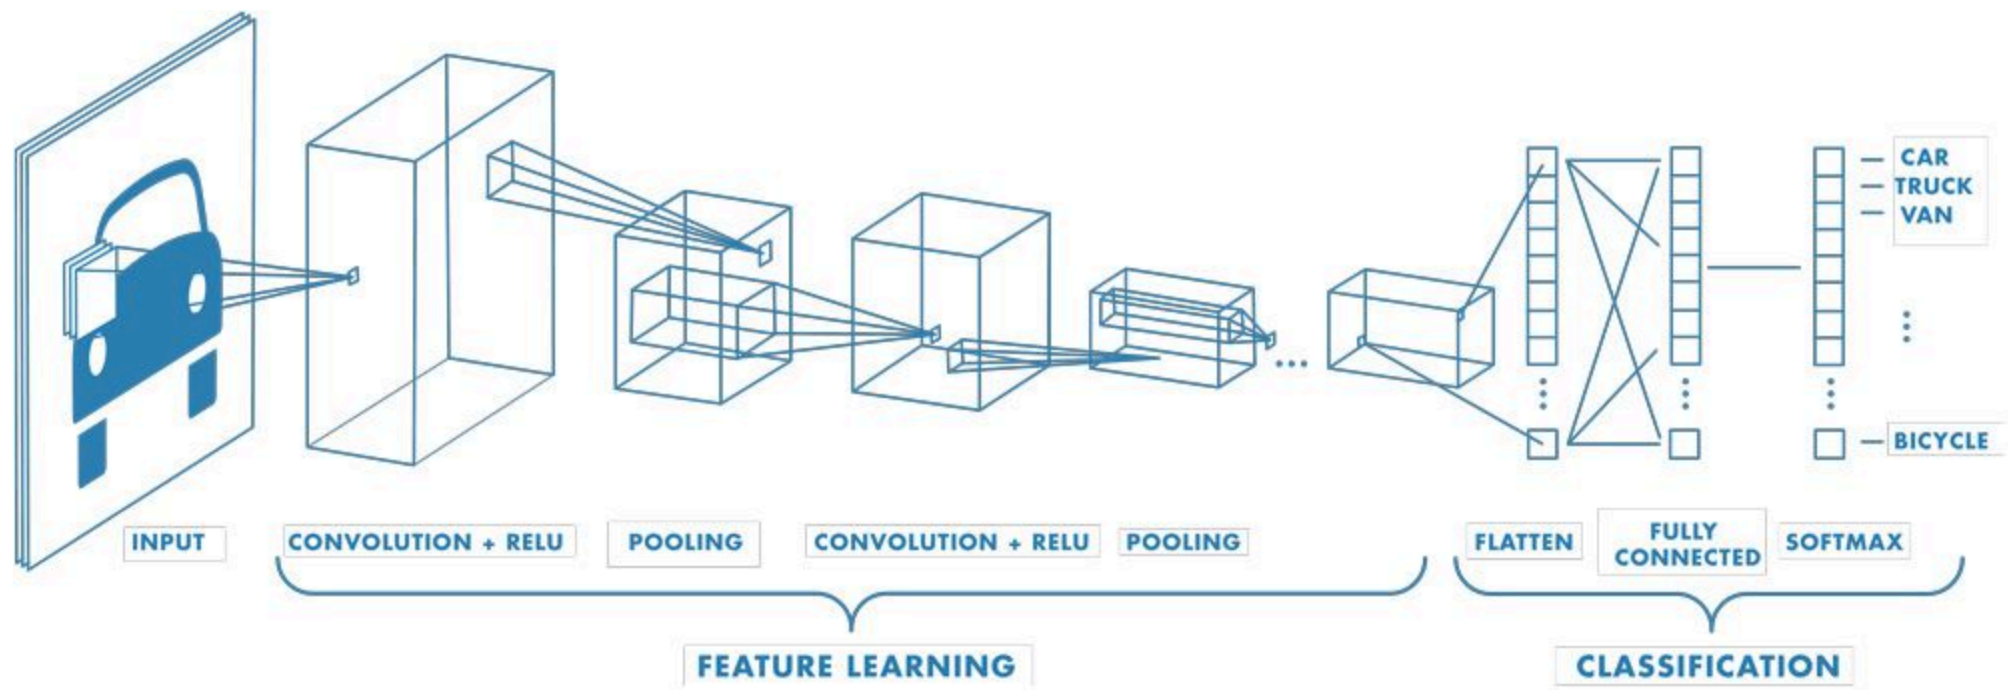 CAR
TRUCK
VAN
BICYCLE
INPUT
CONVOLUTION + RELU
POOLING
CONVOLUTION + RELU
POOLING
FLATTEN
FULLY
CONNECTED
SOFTMAX
FEATURE LEARNING
CLASSIFICATION